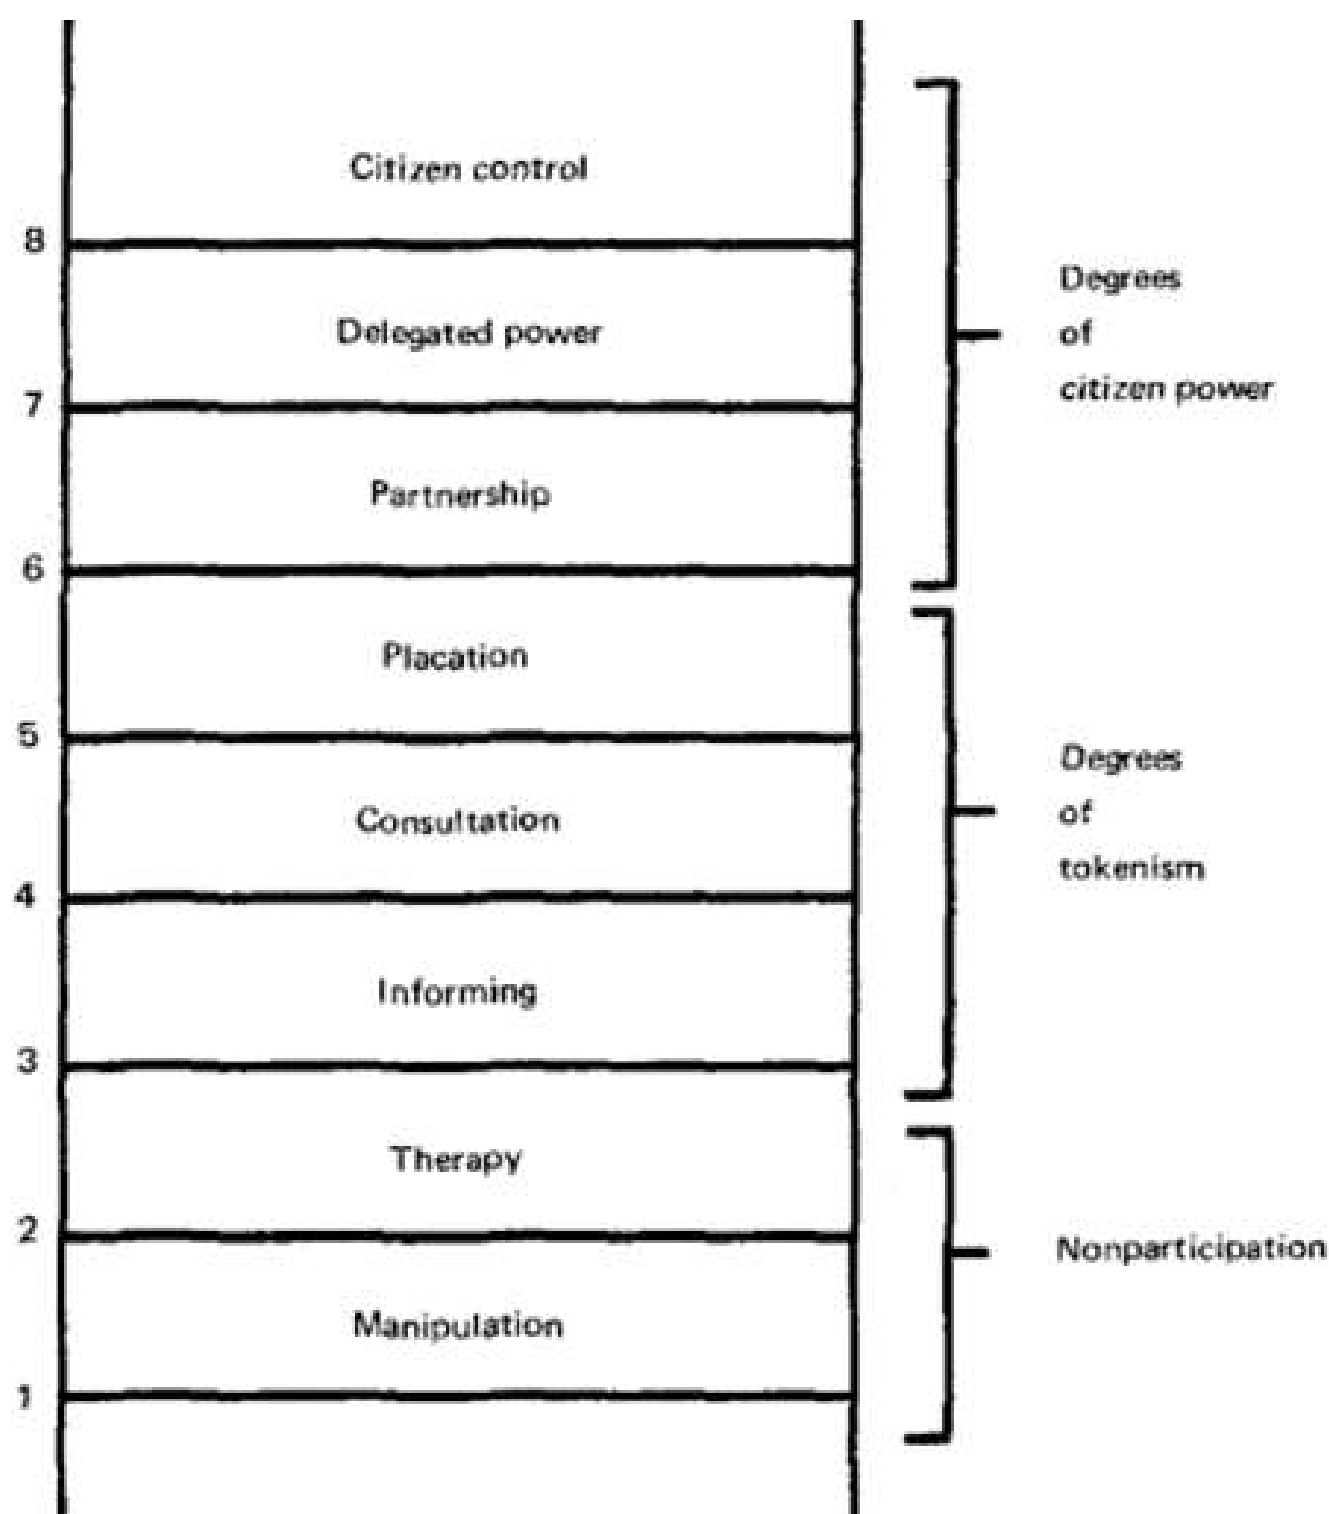 Citizen control
8
Degrees
Delegated power
of
citizen power
7
Partnership
6
Placation
5
Degrees
Consultation
of
tokenism
4
Informing
3
Therapy
2
Nonparticipation
Manipulation
1